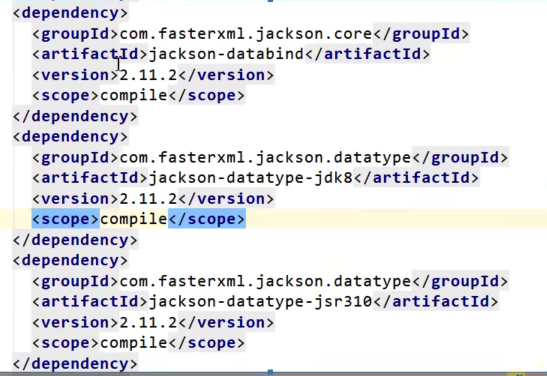 <dependency>
<groupId>com.fasterxml.jackson.core</groupId>
<artifactId>jackson-databind</artifactId>
<version>2.11.2</version>
<scope>compile</scope>
</dependency>
<dependency>
<groupId>com.fasterxml.jackson.datatype</groupId>
<artifactId>jackson-datatype-jdk8</artifactId>
<version>2.11.2</version>
<scope>compile</scope>
</dependency>
<dependency>
<groupId>com.fasterxml.jackson.datatype</groupId>
<artifactId>jackson-datatype-jsr310</artifactId>
<version>2.11.2</version>
<scope>compile</scope>
</dependency>